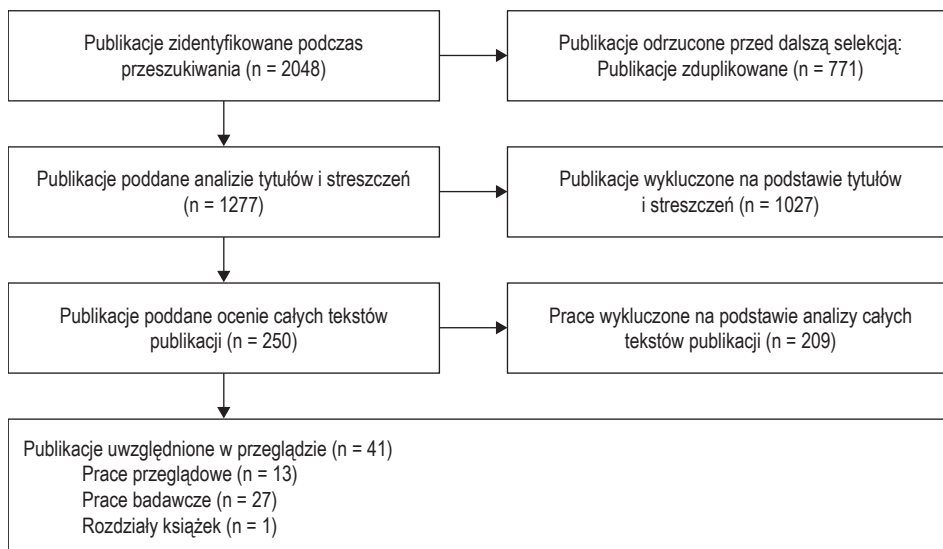 Publikacje zidentyfikowane podczas
przeszukiwania (n = 2048)
Publikacje odrzucone przed dalszą selekcją:
Publikacje zduplikowane (n = 771)
Publikacje poddane analizie tytułów i streszczeń
(n = 1277)
Publikacje wykluczone na podstawie tytułów
i streszczeń (n = 1027)
Publikacje poddane ocenie całych tekstów
publikacji (n = 250)
Prace wykluczone na podstawie analizy całych
tekstów publikacji (n = 209)
Publikacje uwzględnione w przeglądzie (n = 41)
Prace przeglądowe (n = 13)
Prace badawcze (n = 27)
Rozdziały książek (n = 1)